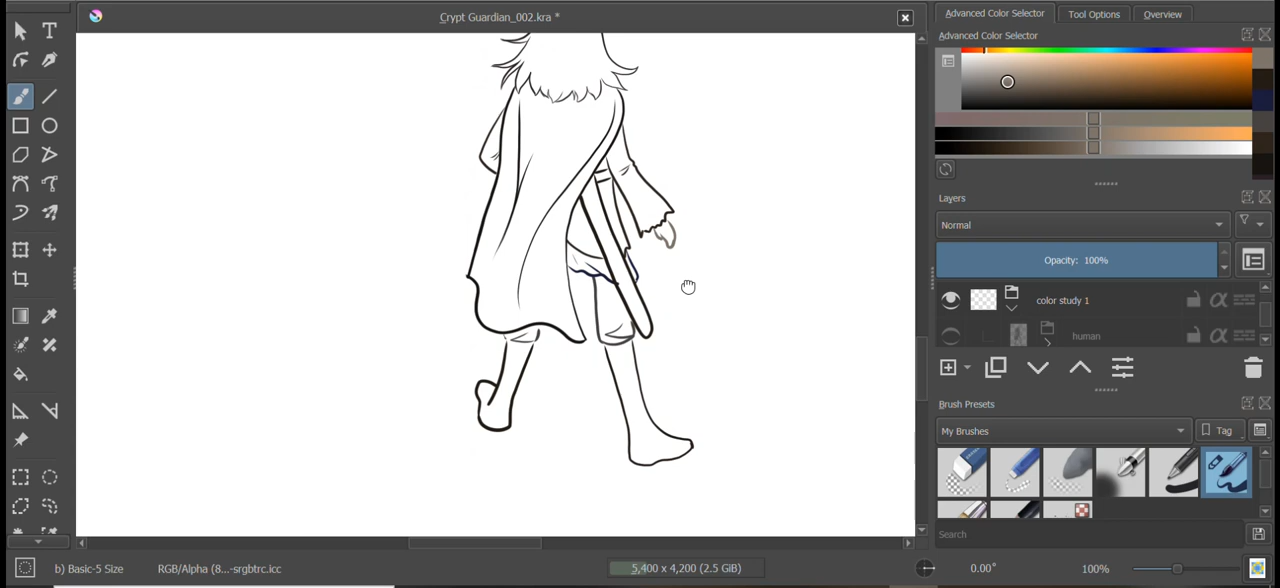 Crypt Guardian_002.kra *
Advanced Color Selector
Tool Options
Overview
Advanced Color Selector
Layers
Normal
Opacity: 100%
color study 1
human
Brush Presets
My Brushes
Tag
Search
b) Basic-5 Size
RGB/Alpha (8...-srgbtrc.icc
5,400 x 4,200 (2.5 GiB)
0.00°
100%